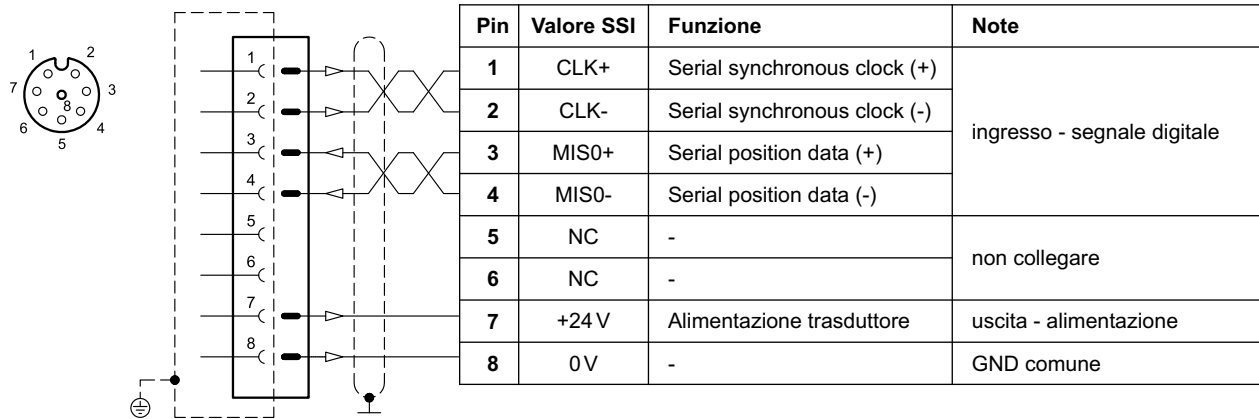 1 2
7 8 3
6 5 4
1
2
3
4
5
6
7
8
Pin Valore SSI Funzione Note
1 CLK+ Serial synchronous clock (+)
2 CLK- Serial synchronous clock (-)
ingresso - segnale digitale
3 MIS0+ Serial position data (+)
4 MIS0- Serial position data (-)
5 NC -
non collegare
6 NC -
7 +24 V Alimentazione trasduttore uscita - alimentazione
8 0 V - GND comune